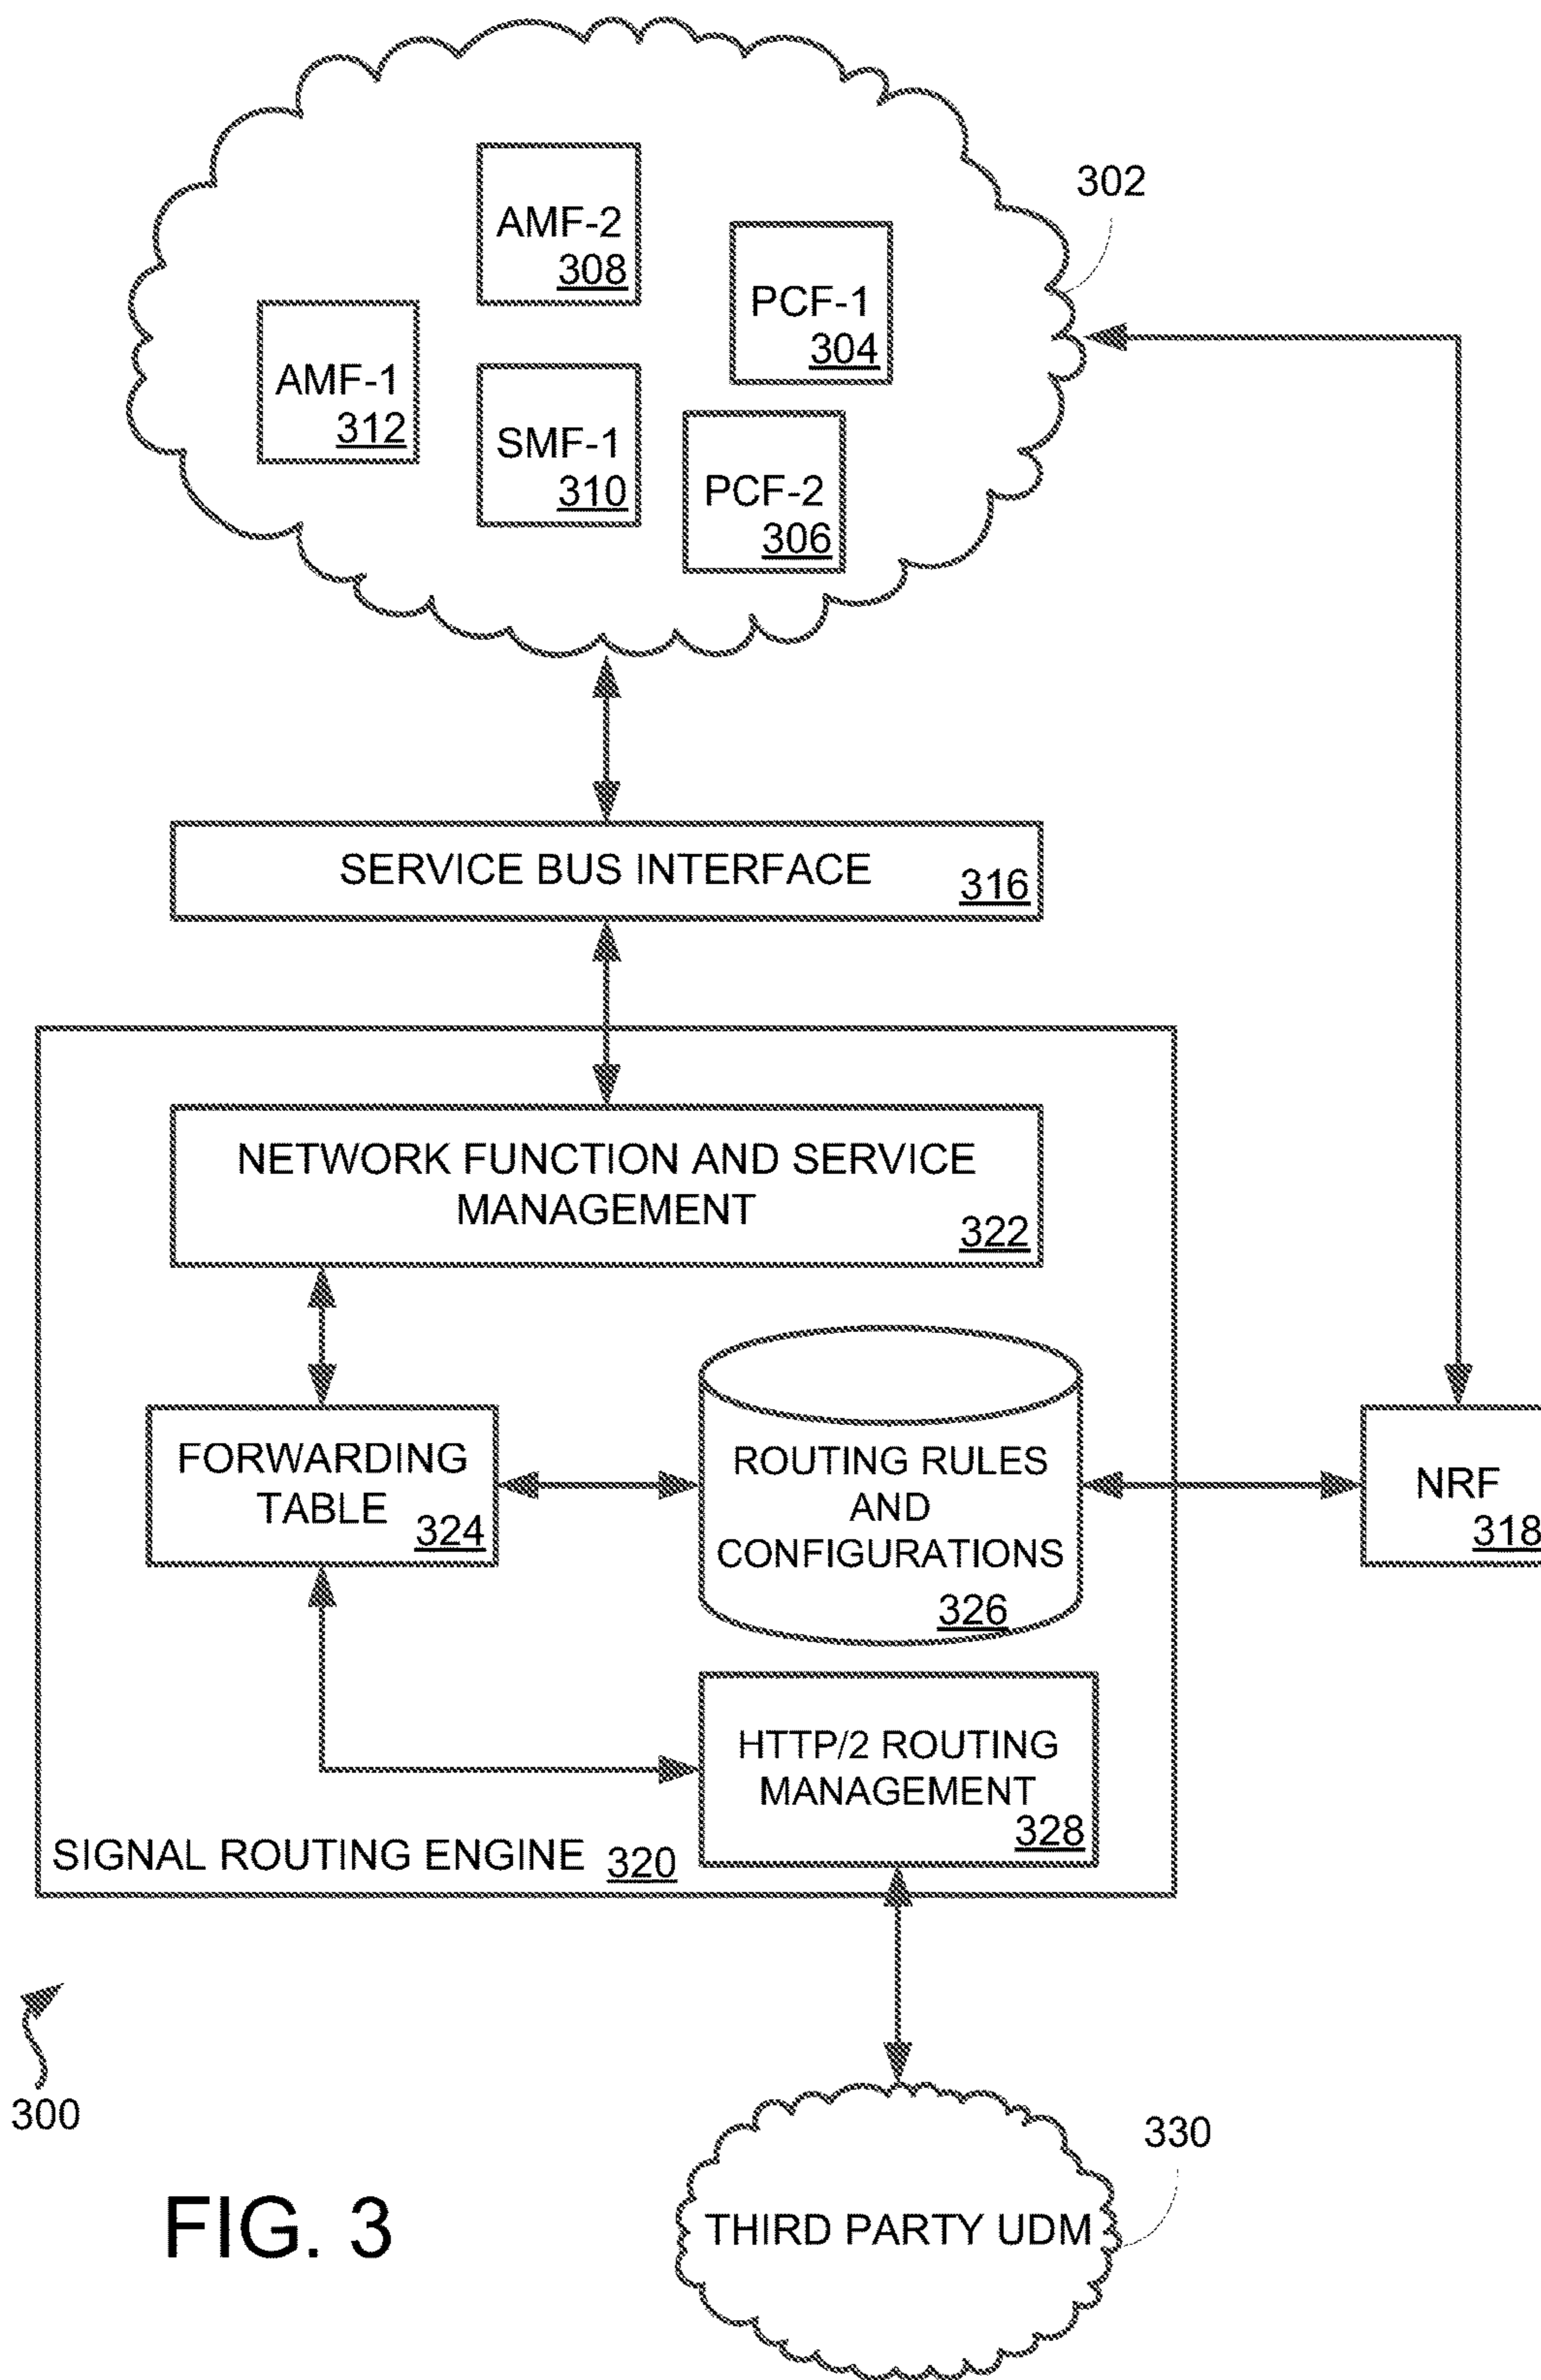 302
AMF-2
308
PCF-1
304
AMF-1
312
SMF-1
310
PCF-2
306
SERVICE BUS INTERFACE
316
NETWORK FUNCTION AND SERVICE
MANAGEMENT
322
FORWARDING
TABLE
324
ROUTING RULES
AND
CONFIGURATIONS
326
NRF
318
HTTP/2 ROUTING
MANAGEMENT
328
SIGNAL ROUTING ENGINE 320
300
330
THIRD PARTY UDM
FIG. 3